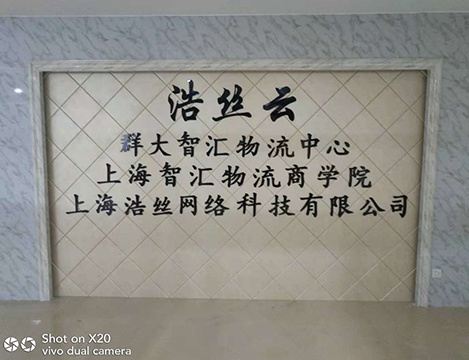 浩丝云
群大智汇物流中心
上海智汇物流商学院
上海浩丝网络科技有限公司
Shot on X20
vivo dual camera